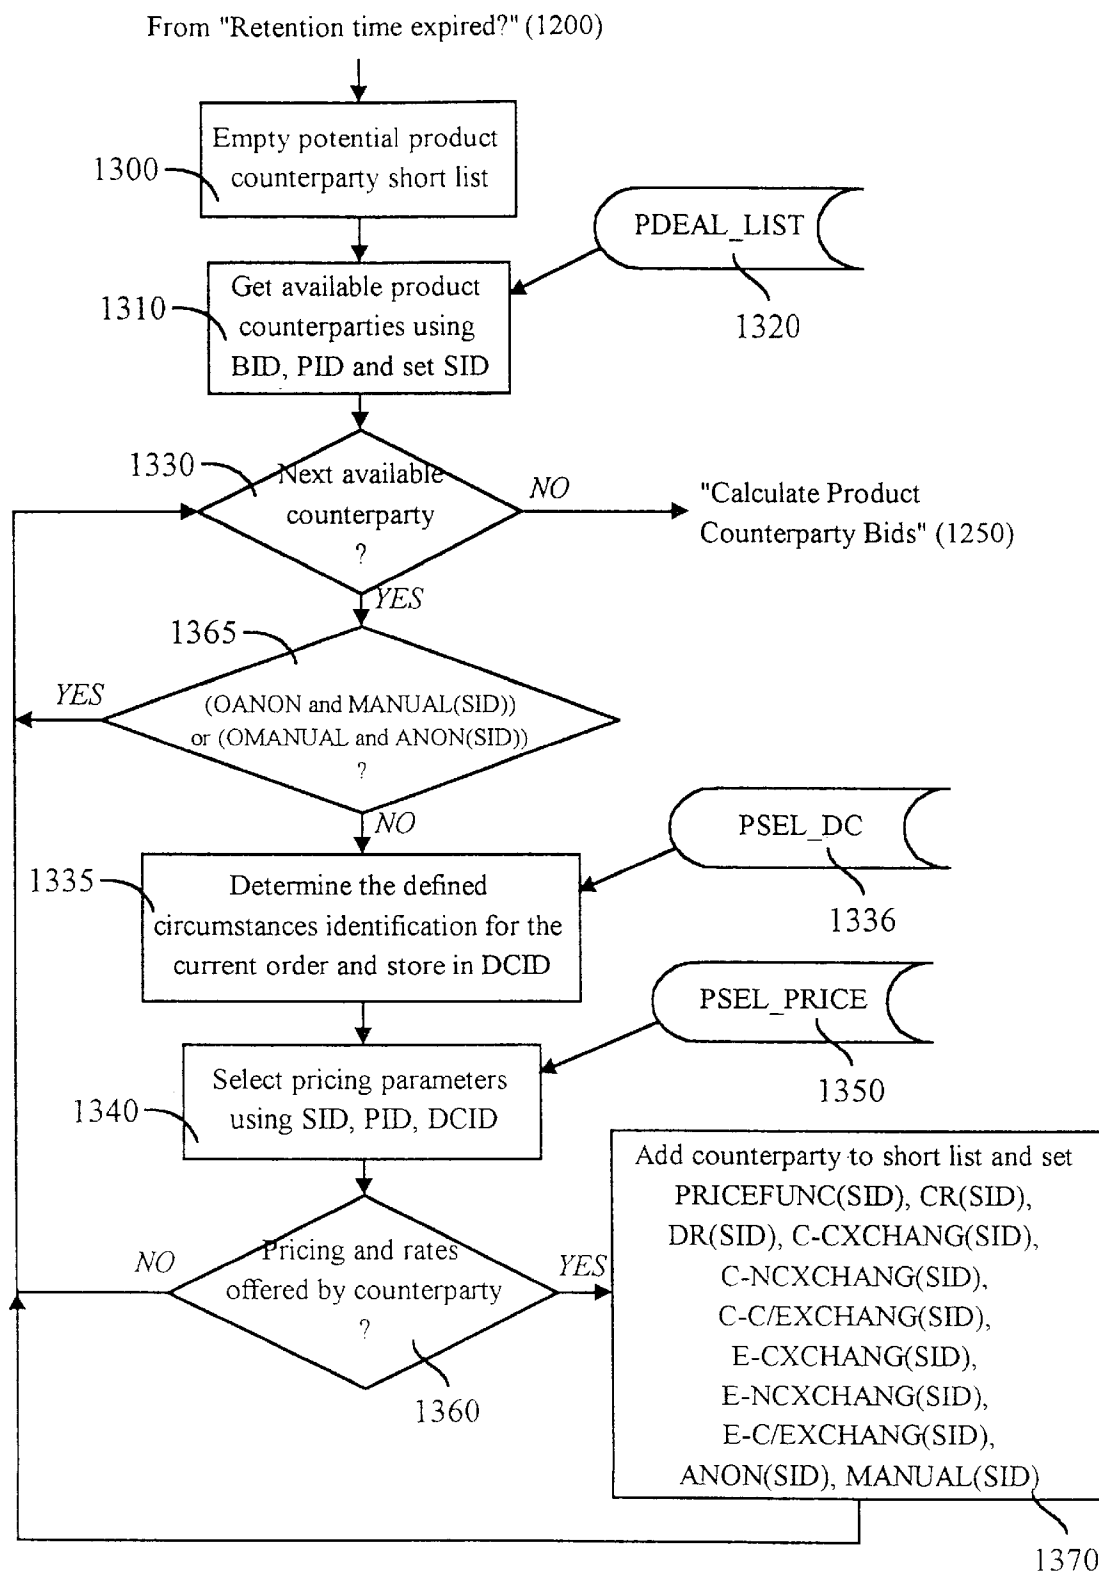 From "Retention time expired?" (1200)
Empty potential product
counterparty short list
1300
PDEAL_LIST
1320
Get available product
counterparties using
BID, PID and set SID
1310
1330
Next available
counterparty
?
NO
"Calculate Product
Counterparty Bids" (1250)
YES
1365
YES
(OANON and MANUAL(SID))
or (OMANUAL and ANON(SID))
?
NO
PSEL_DC
1336
1335
Determine the defined
circumstances identification for the
current order and store in DCID
PSEL_PRICE
1350
Select pricing parameters
using SID, PID, DCID
1340
NO
Pricing and rates
offered by counterparty
?
YES
1360
Add counterparty to short list and set
PRICEFUNC(SID), CR(SID),
DR(SID), C-CXCHANG(SID),
C-NCXCHANG(SID),
C-C/EXCHANG(SID),
E-CXCHANG(SID),
E-NCXCHANG(SID),
E-C/EXCHANG(SID),
ANON(SID), MANUAL(SID)
1370